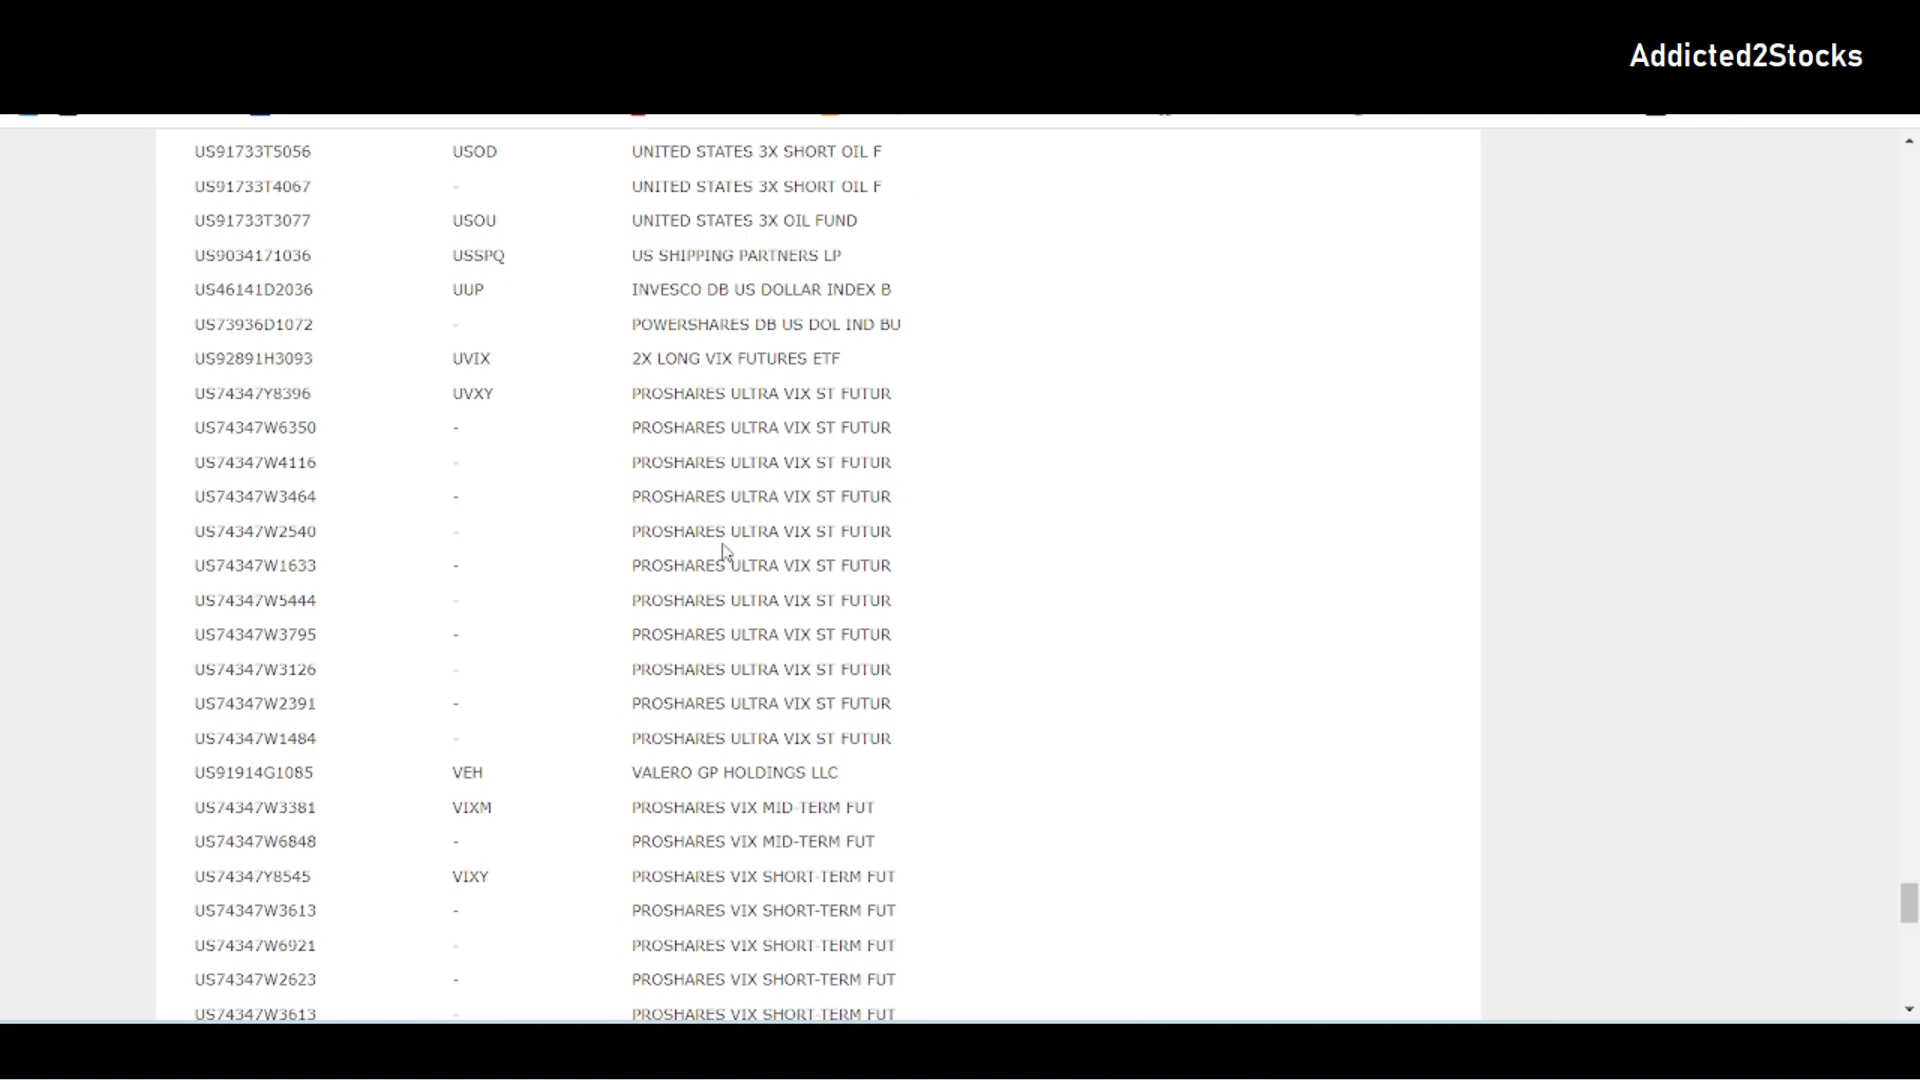 Addicted2Stocks
US91733T5056 USOD UNITED STATES 3X SHORT OIL F
US91733T4067 - UNITED STATES 3X SHORT OIL F
US91733T3077 USOU UNITED STATES 3X OIL FUND
US9034171036 USSPQ US SHIPPING PARTNERS LP
US46141D2036 UUP INVESCO DB US DOLLAR INDEX B
US73936D1072 - POWERSHARES DB US DOL IND BU
US92891H3093 UVIX 2X LONG VIX FUTURES ETF
US74347Y8396 UVXY PROSHARES ULTRA VIX ST FUTUR
US74347W6350 - PROSHARES ULTRA VIX ST FUTUR
US74347W4116 - PROSHARES ULTRA VIX ST FUTUR
US74347W3464 - PROSHARES ULTRA VIX ST FUTUR
US74347W2540 - PROSHARES ULTRA VIX ST FUTUR
US74347W1633 - PROSHARES ULTRA VIX ST FUTUR
US74347W5444 - PROSHARES ULTRA VIX ST FUTUR
US74347W3795 - PROSHARES ULTRA VIX ST FUTUR
US74347W3126 - PROSHARES ULTRA VIX ST FUTUR
US74347W2391 - PROSHARES ULTRA VIX ST FUTUR
US74347W1484 - PROSHARES ULTRA VIX ST FUTUR
US91914G1085 VEH VALERO GP HOLDINGS LLC
US74347W3381 VIXM PROSHARES VIX MID-TERM FUT
US74347W6848 - PROSHARES VIX MID-TERM FUT
US74347Y8545 VIXY PROSHARES VIX SHORT-TERM FUT
US74347W3613 - PROSHARES VIX SHORT-TERM FUT
US74347W6921 - PROSHARES VIX SHORT-TERM FUT
US74347W2623 - PROSHARES VIX SHORT-TERM FUT
US74347W3613 - PROSHARES VIX SHORT-TERM FUT